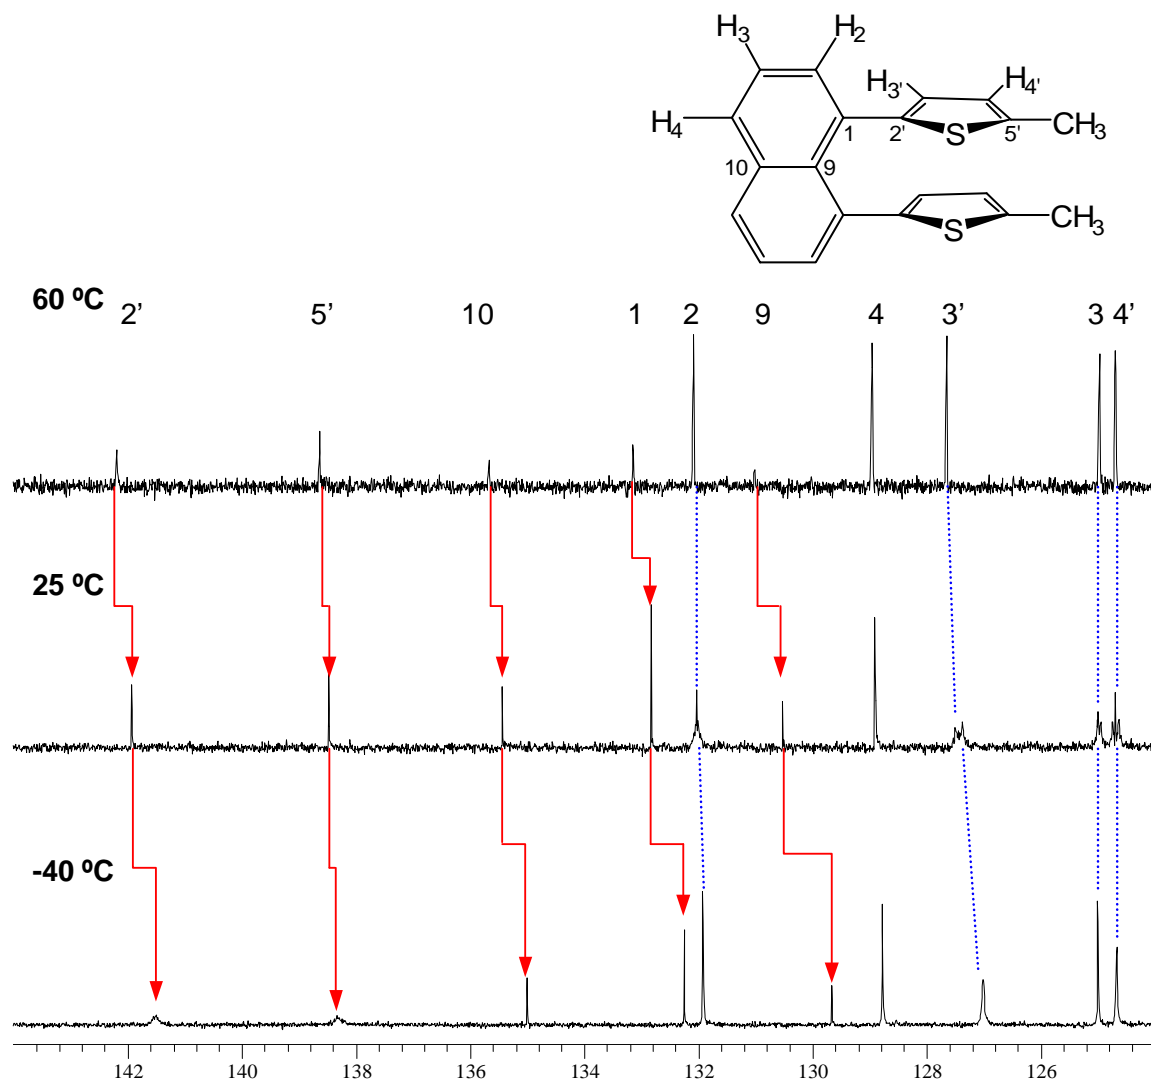 H3 H2
H3' H4'
H4 1 2' S 5' CH3
10 9
S CH3
60 ºC 2' 5' 10 1 2 9 4 3' 3 4'
25 ºC
-40 ºC
142 140 138 136 134 132 130 128 126